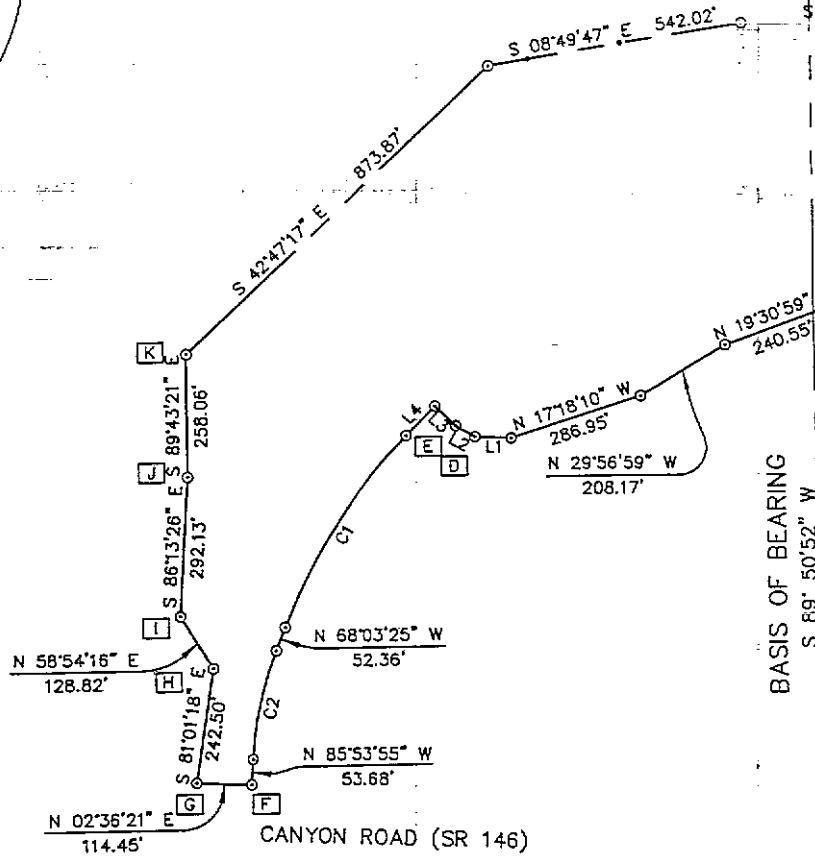 S 08°49'47" E 542.02'
S
873.87'
S 42°47'17" E
N 19°30'59"
240.55'
K
L4
L3
N 17°18'10" W
E
L2
L1
286.95'
D
S 89°43'21" E
258.06'
N 29°56'59" W
208.17'
J
C1
S 86°13'26" E
292.13'
BASIS OF BEARING
S 89° 50'52" W
I
N 68°03'25" W
52.36'
N 58°54'16" E
128.82'
H
C2
S 81°01'18" E
242.50'
N 85°53'55" W
53.68'
G
F
N 02°36'21" E
114.45'
CANYON ROAD (SR 146)